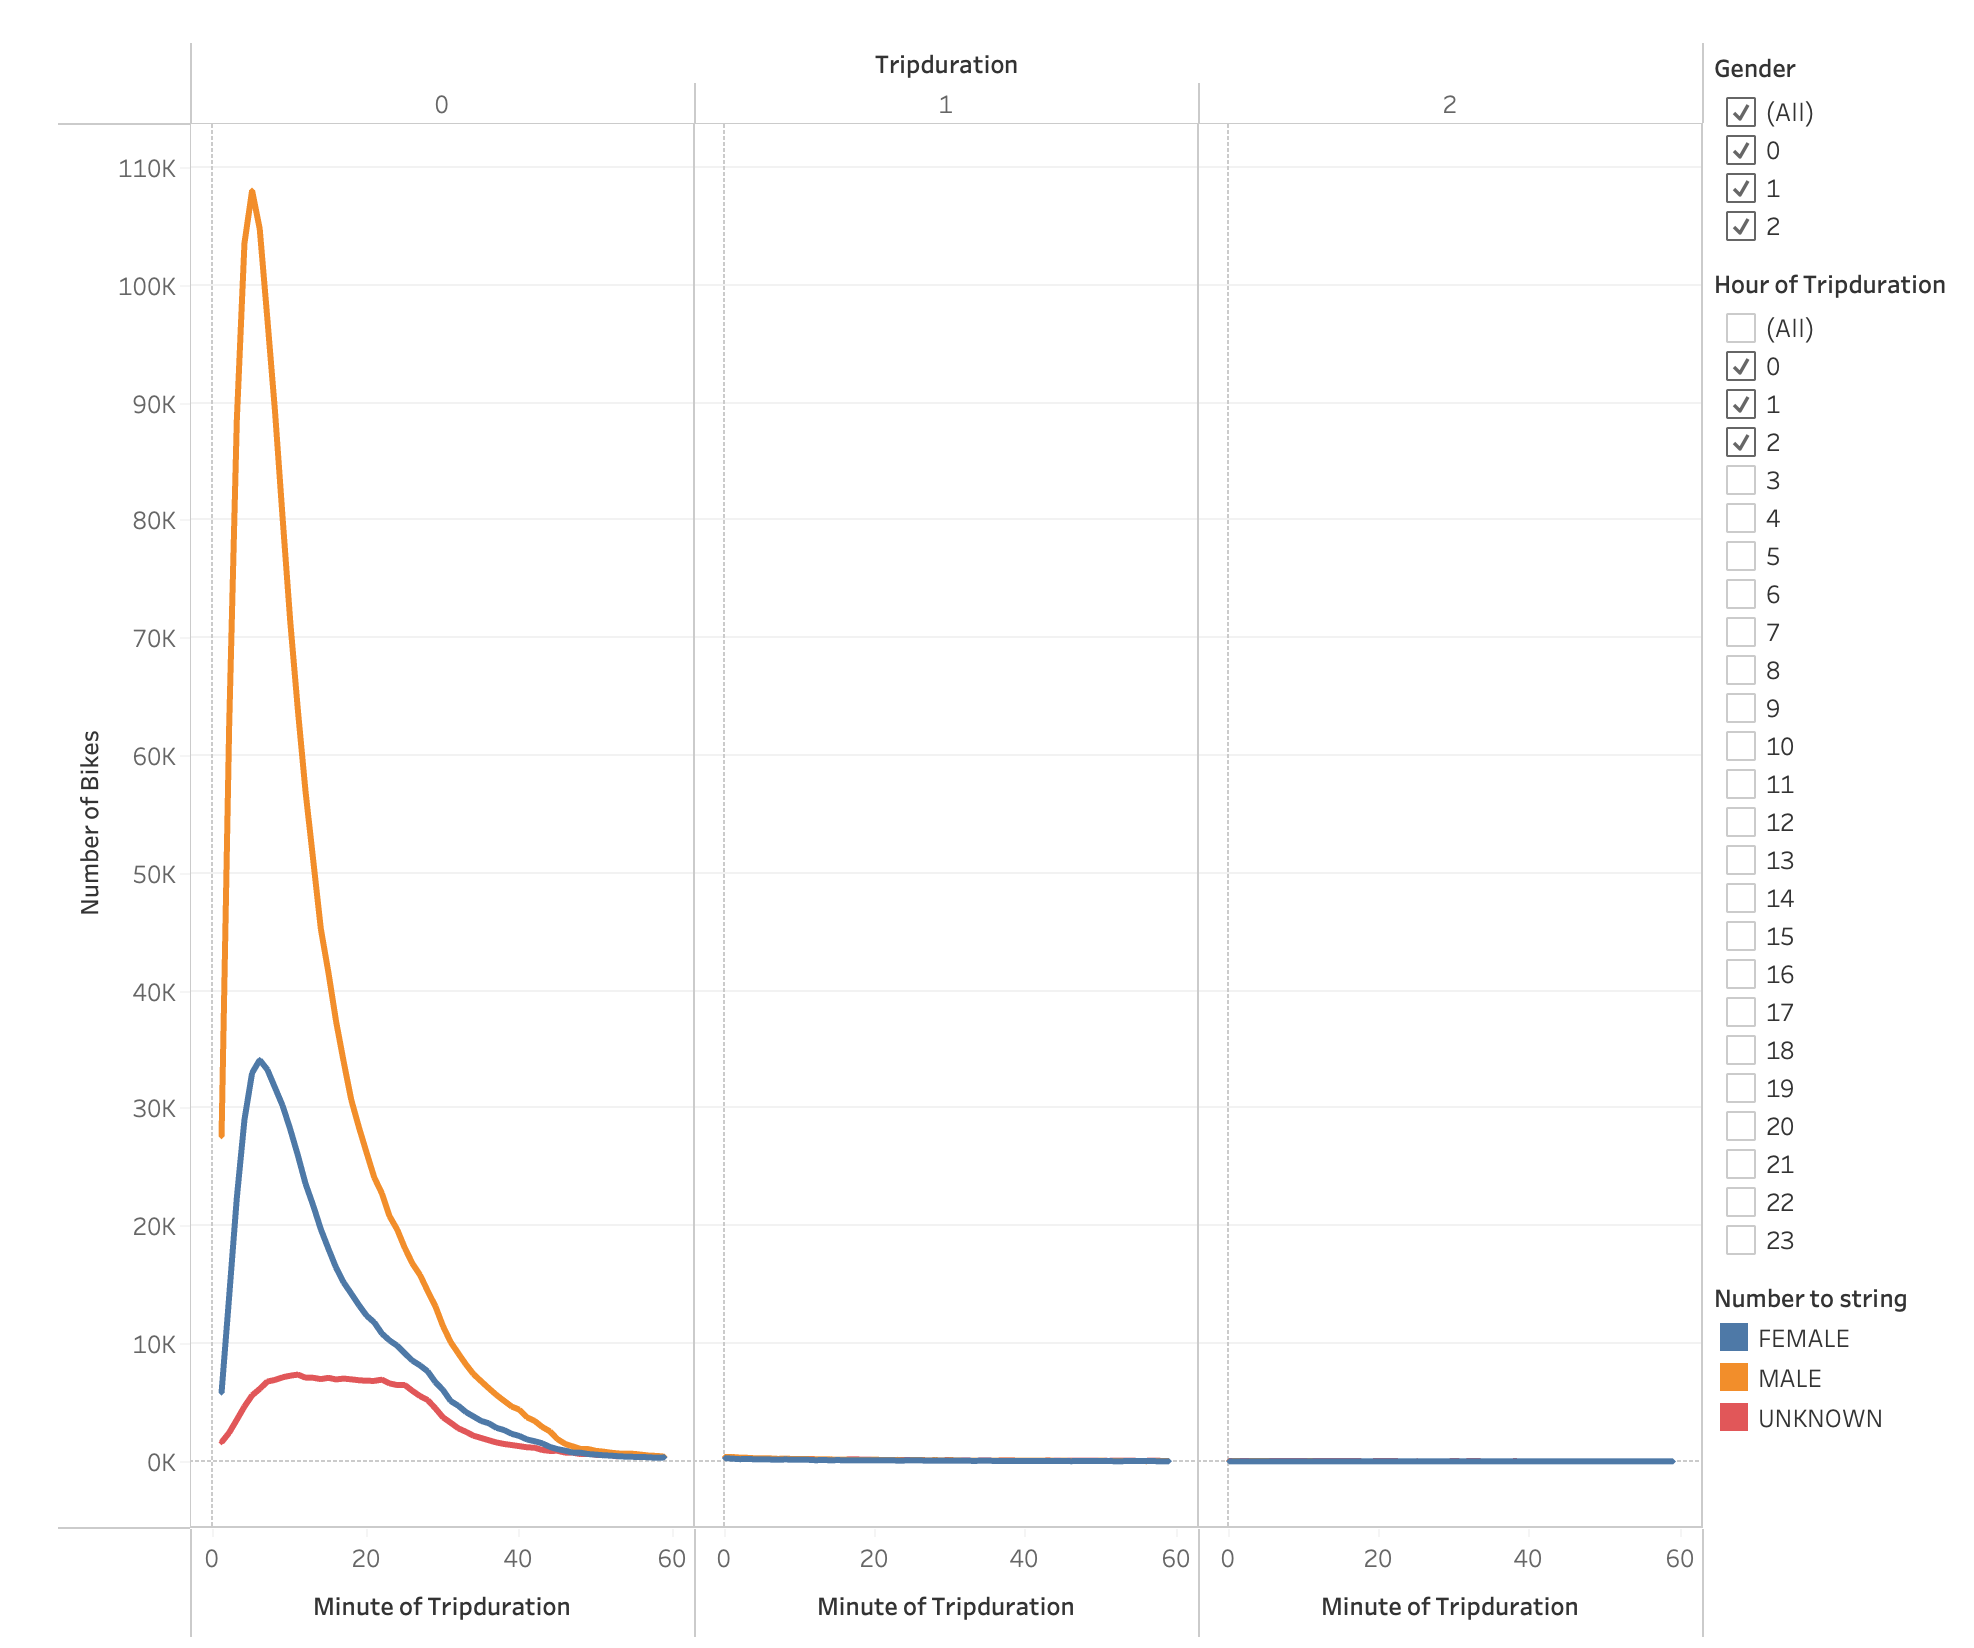 Tripduration
0 1 2
110K
100K
90K
80K
70K
60K
50K
40K
30K
20K
10K
0K
Number of Bikes
0 20 40 60 0 20 40 60 0 20 40 60
Minute of Tripduration Minute of Tripduration Minute of Tripduration
Gender
(All)
0
1
2
Hour of Tripduration
(All)
0
1
2
3
4
5
6
7
8
9
10
11
12
13
14
15
16
17
18
19
20
21
22
23
Number to string
FEMALE
MALE
UNKNOWN